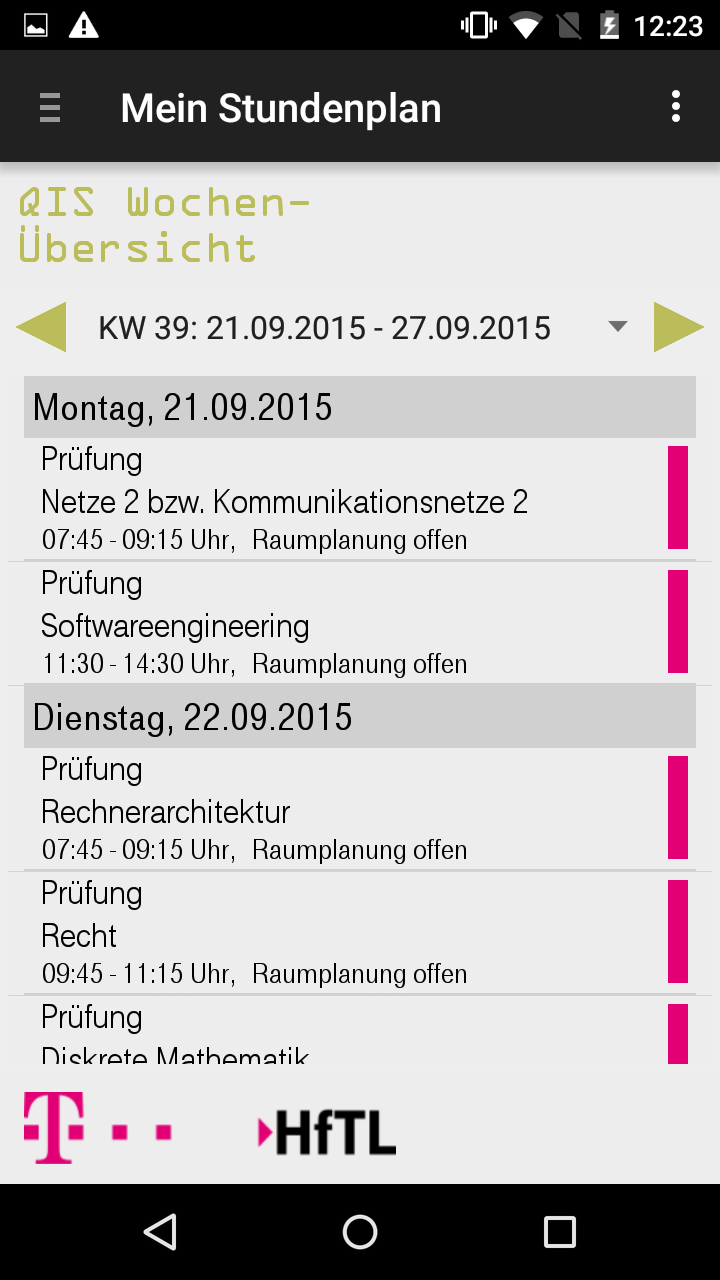 12:23
Mein Stundenplan
QIS Wochen-
Übersicht
KW 39: 21.09.2015 - 27.09.2015
Montag, 21.09.2015
Prüfung
Netze 2 bzw. Kommunikationsnetze 2
07:45 - 09:15 Uhr, Raumplanung offen
Prüfung
Softwareengineering
11:30 - 14:30 Uhr, Raumplanung offen
Dienstag, 22.09.2015
Prüfung
Rechnerarchitektur
07:45 - 09:15 Uhr, Raumplanung offen
Prüfung
Recht
09:45 - 11:15 Uhr, Raumplanung offen
Prüfung
Diskrete Mathematik
T HfTL